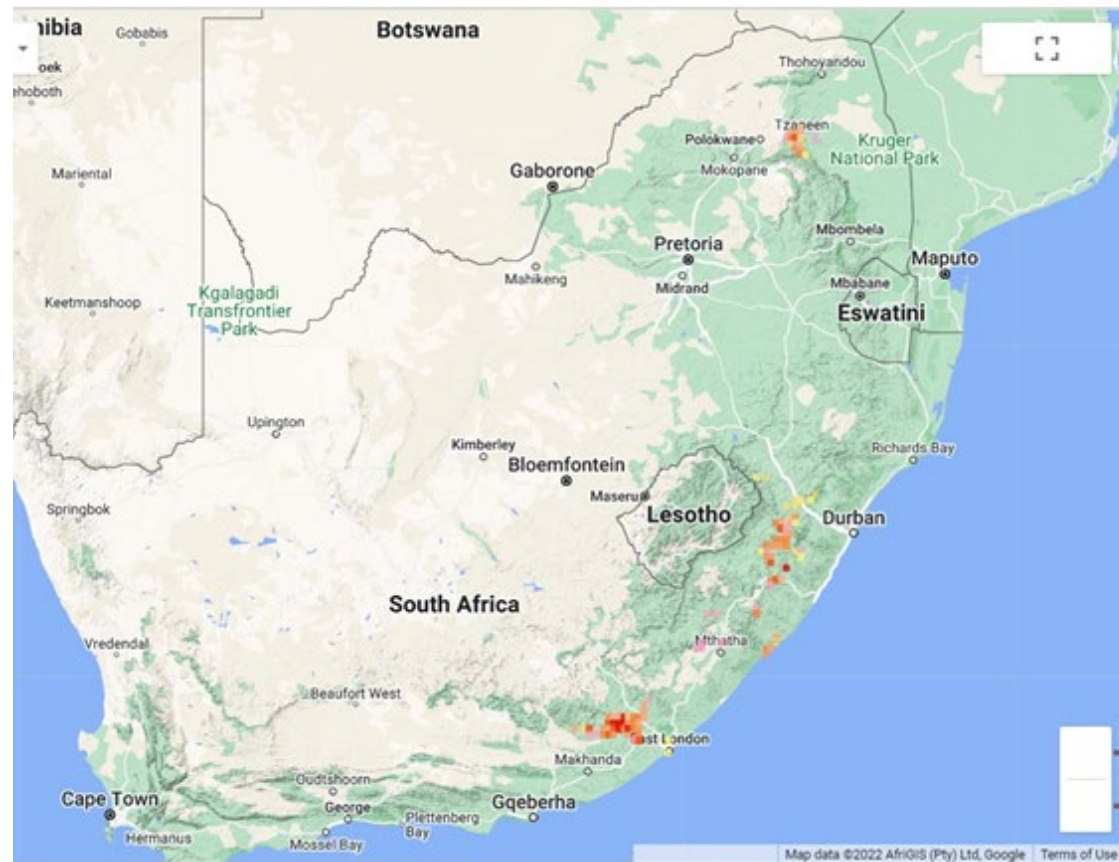 ibia
Gobabis
Botswana
oek
ehoboth
Thohoyandou
Tzaneen
Polokwane
Kruger
National Park
Mokopane
Mariental
Gaborone
Mbombela
Pretoria
Mahikeng
Midrand
Maputo
Mbabane
Kgalagadi
Transfrontier
Park
Keetmanshoop
Eswatini
Upington
Kimberley
Richards Bay
Bloemfontein
Maseru
Springbok
Lesotho
Durban
South Africa
Vredendal
Mthatha
Beaufort West
East London
Makhanda
Oudtshoorn
Cape Town
George
Gqeberha
Plettenberg
Bay
Hermanus
Mossel Bay
Map data ©2022 AfriGIS (Pty) Ltd, Google
Terms of Use